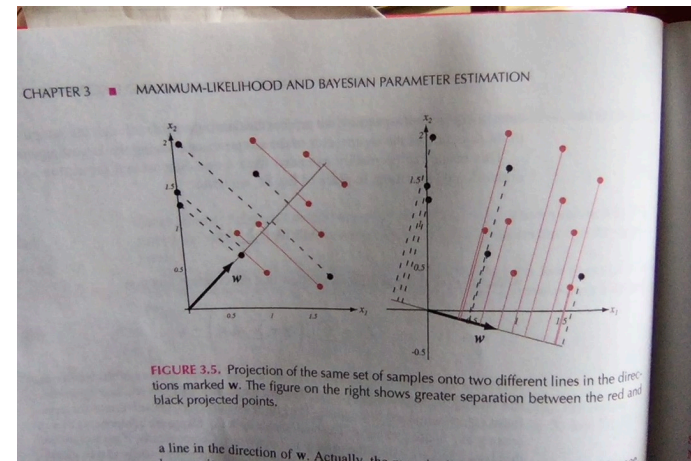 CHAPTER 3 ■ MAXIMUM-LIKELIHOOD AND BAYESIAN PARAMETER ESTIMATION
x₂
2
1.5
1
0.5
w
0.5 1 1.5
x₁
x₂
2
1.5
1
0.5
.5 1 1.5
x₁
w
-0.5
FIGURE 3.5. Projection of the same set of samples onto two different lines in the direc-
tions marked w. The figure on the right shows greater separation between the red and
black projected points.
a line in the direction of w. Actually, the